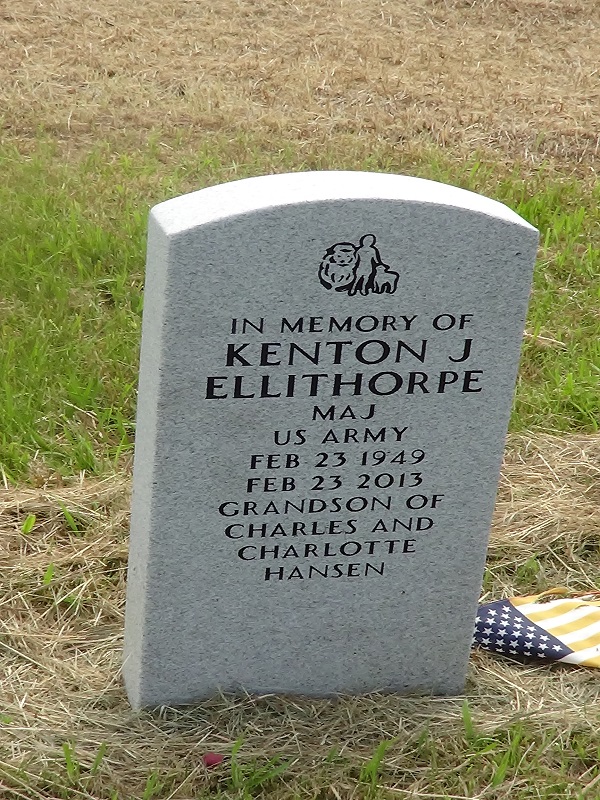 IN MEMORY OF
KENTON J
ELLITHORPE
MAJ
US ARMY
FEB 23 1949
FEB 23 2013
GRANDSON OF
CHARLES AND
CHARLOTTE
HANSEN